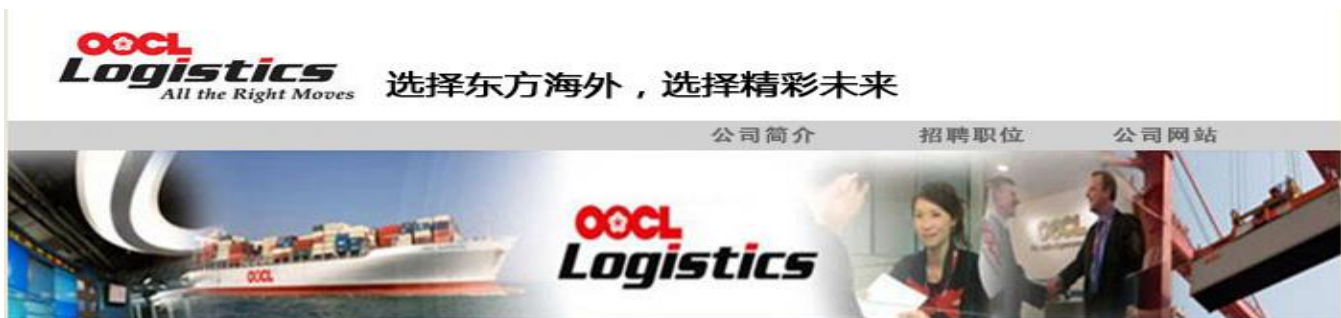 OOCL
Logistics
All the Right Moves
选择东方海外，选择精彩未来
公司简介 招聘职位 公司网站
OOCL
Logistics
OOCL
OOCL